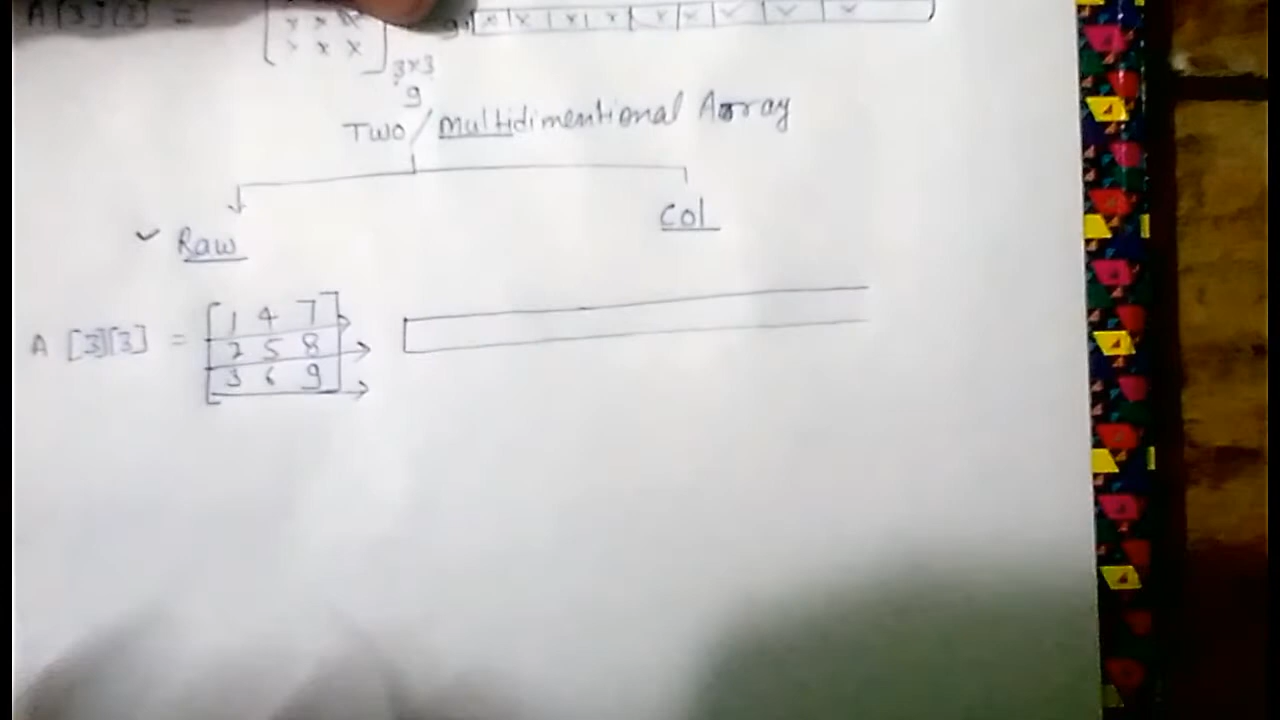 A[3][3] =
x x x
x x x
3x3
9
x x x x x x
Two/Multidimentional Array
Raw
Col
A [3][3] =
1 4 7
2 5 8
3 6 9